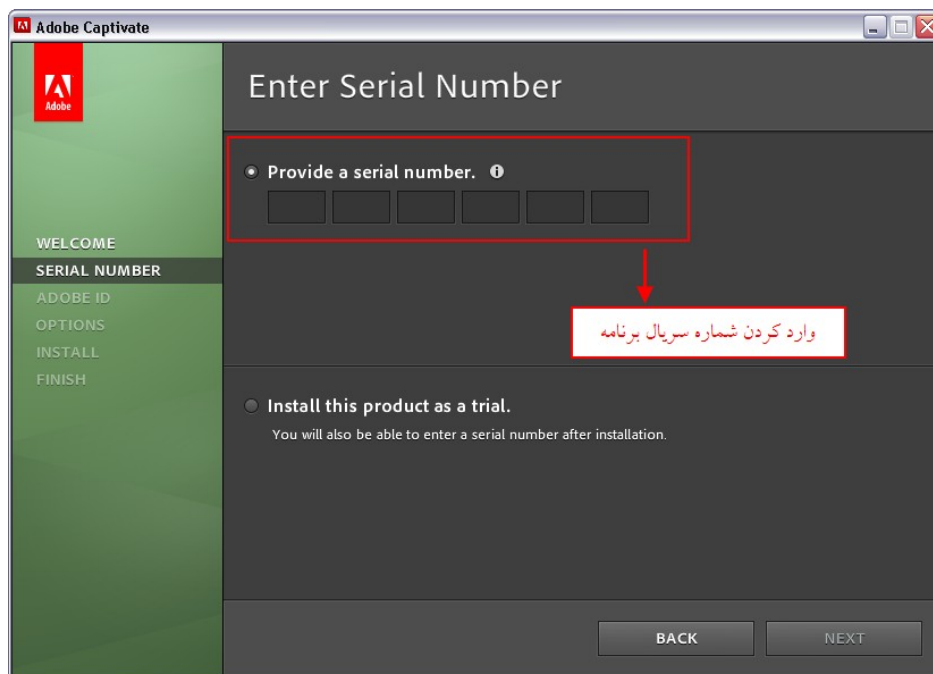 Adobe Captivate
Adobe
Enter Serial Number
Provide a serial number.
WELCOME
SERIAL NUMBER
ADOBE ID
OPTIONS
INSTALL
FINISH
وارد کردن شماره سریال برنامه
Install this product as a trial.
You will also be able to enter a serial number after installation.
BACK
NEXT